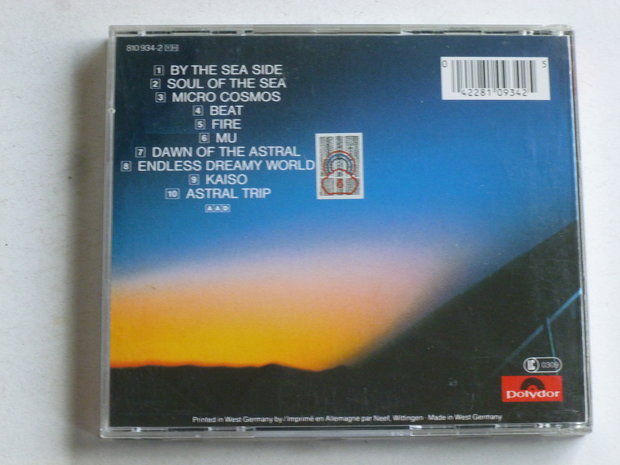 810 934-2
1 BY THE SEA SIDE
2 SOUL OF THE SEA
3 MICRO COSMOS
4 BEAT
5 FIRE
6 MU
7 DAWN OF THE ASTRAL
8 ENDLESS DREAMY WORLD
9 KAISO
10 ASTRAL TRIP
AAD
0 42281 09342 5
0309
polydor
Printed in West Germany by / Imprimé en Allemagne par Neef, Wittingen · Made in West Germany